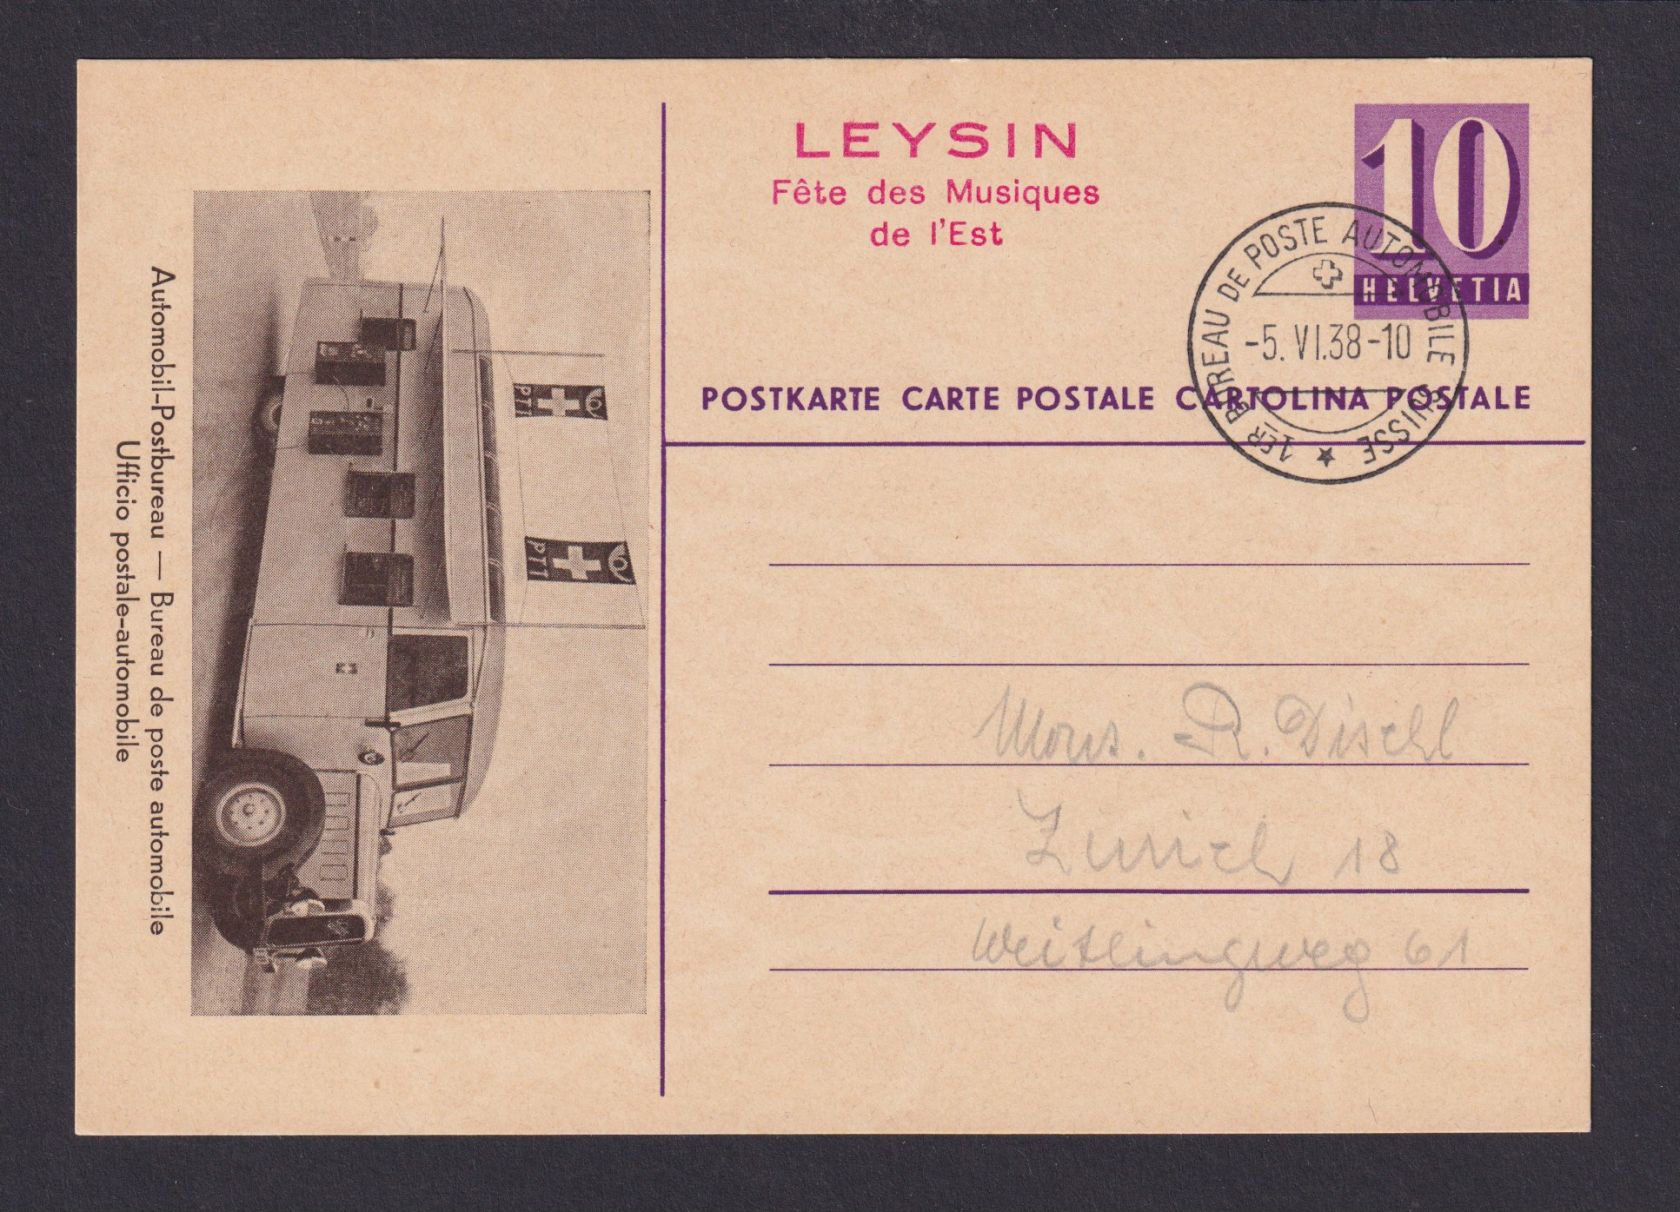 LEYSIN
Fête des Musiques
de l'Est
10
HELVETIA
1ER BUREAU DE POSTE AUTOMOBILE SUISSE
-5.VI.38-10
POSTKARTE CARTE POSTALE CARTOLINA POSTALE
Mons. R. Dischl
Zürich 18
Weitlingweg 61
Automobil-Postbureau — Bureau de poste automobile
Ufficio postale-automobile
PTT
PTT